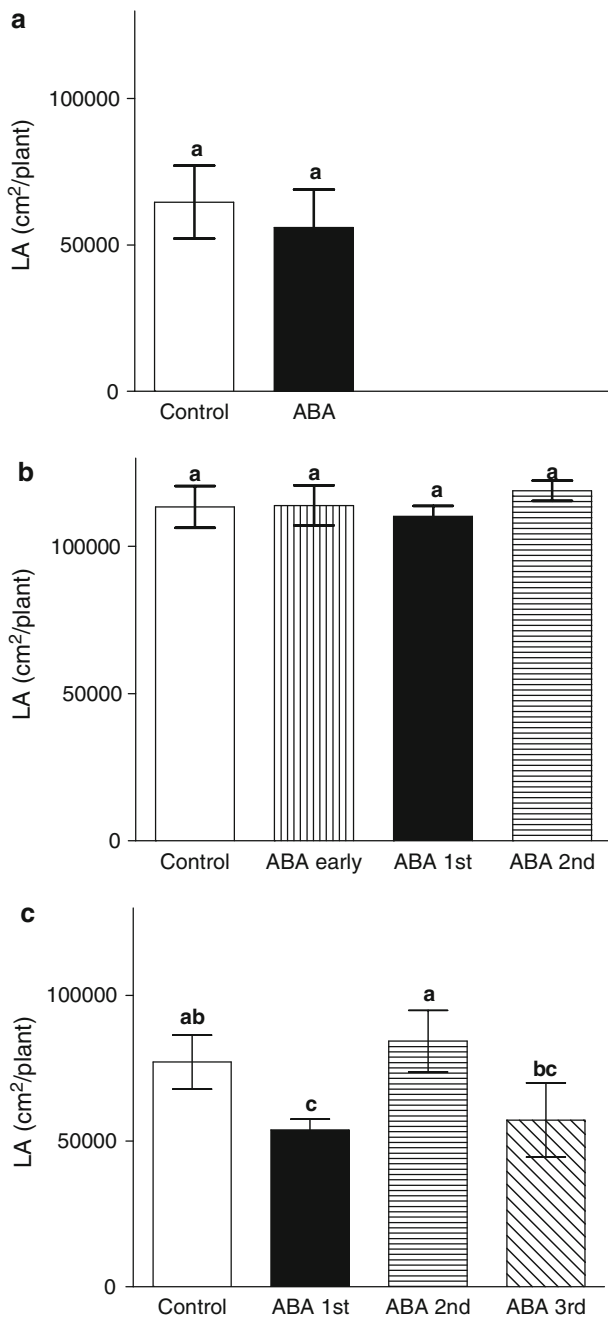 a
LA (cm²/plant)
100000
50000
0
a
a
Control
ABA
b
LA (cm²/plant)
100000
50000
0
a
a
a
a
Control
ABA early
ABA 1st
ABA 2nd
c
LA (cm²/plant)
100000
50000
0
ab
c
a
bc
Control
ABA 1st
ABA 2nd
ABA 3rd